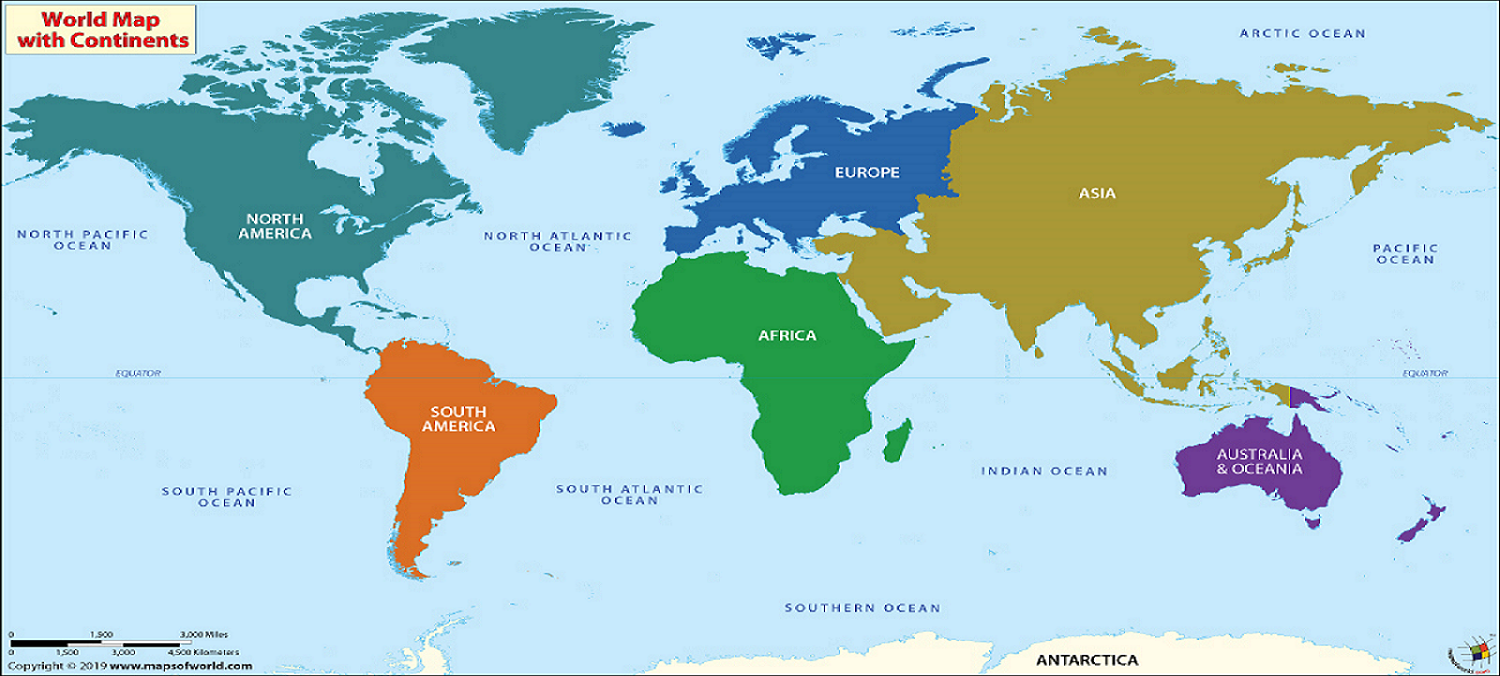 World Map
with Continents
ARCTIC OCEAN
EUROPE
ASIA
NORTH
AMERICA
NORTH PACIFIC
OCEAN
NORTH ATLANTIC
OCEAN
PACIFIC
OCEAN
AFRICA
EQUATOR
EQUATOR
SOUTH
AMERICA
AUSTRALIA
& OCEANIA
INDIAN OCEAN
SOUTH PACIFIC
OCEAN
SOUTH ATLANTIC
OCEAN
SOUTHERN OCEAN
0 1,500 3,000 Miles
0 1,500 3,000 4,500 Kilometers
ANTARCTICA
Copyright © 2019 www.mapsofworld.com